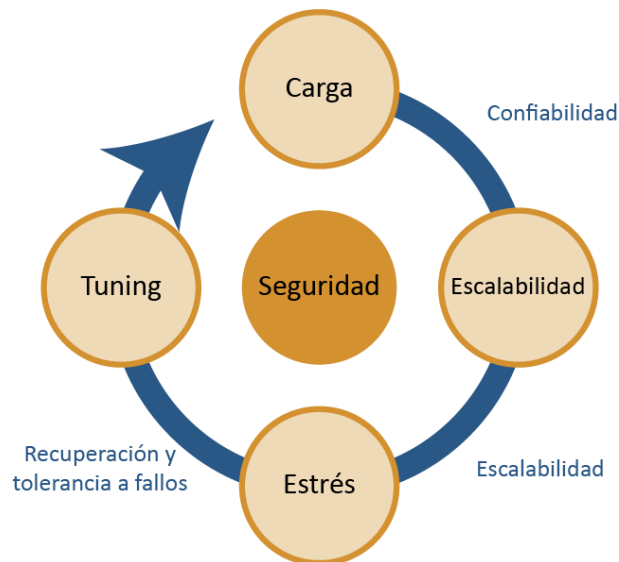 Carga
Confiabilidad
Tuning
Seguridad
Escalabilidad
Recuperación y
tolerancia a fallos
Estrés
Escalabilidad